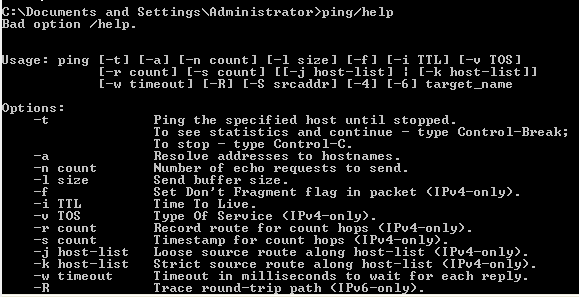 C:\Documents and Settings\Administrator>ping/help
Bad option /help.
Usage: ping [-t] [-a] [-n count] [-l size] [-f] [-i TTL] [-v TOS]
[-r count] [-s count] [[-j host-list] ¦ [-k host-list]]
[-w timeout] [-R] [-S srcaddr] [-4] [-6] target_name
Options:
-t Ping the specified host until stopped.
To see statistics and continue - type Control-Break;
To stop - type Control-C.
-a Resolve addresses to hostnames.
-n count Number of echo requests to send.
-l size Send buffer size.
-f Set Don't Fragment flag in packet (IPv4-only).
-i TTL Time To Live.
-v TOS Type Of Service (IPv4-only).
-r count Record route for count hops (IPv4-only).
-s count Timestamp for count hops (IPv4-only).
-j host-list Loose source route along host-list (IPv4-only).
-k host-list Strict source route along host-list (IPv4-only).
-w timeout Timeout in milliseconds to wait for each reply.
-R Trace round-trip path (IPv6-only).